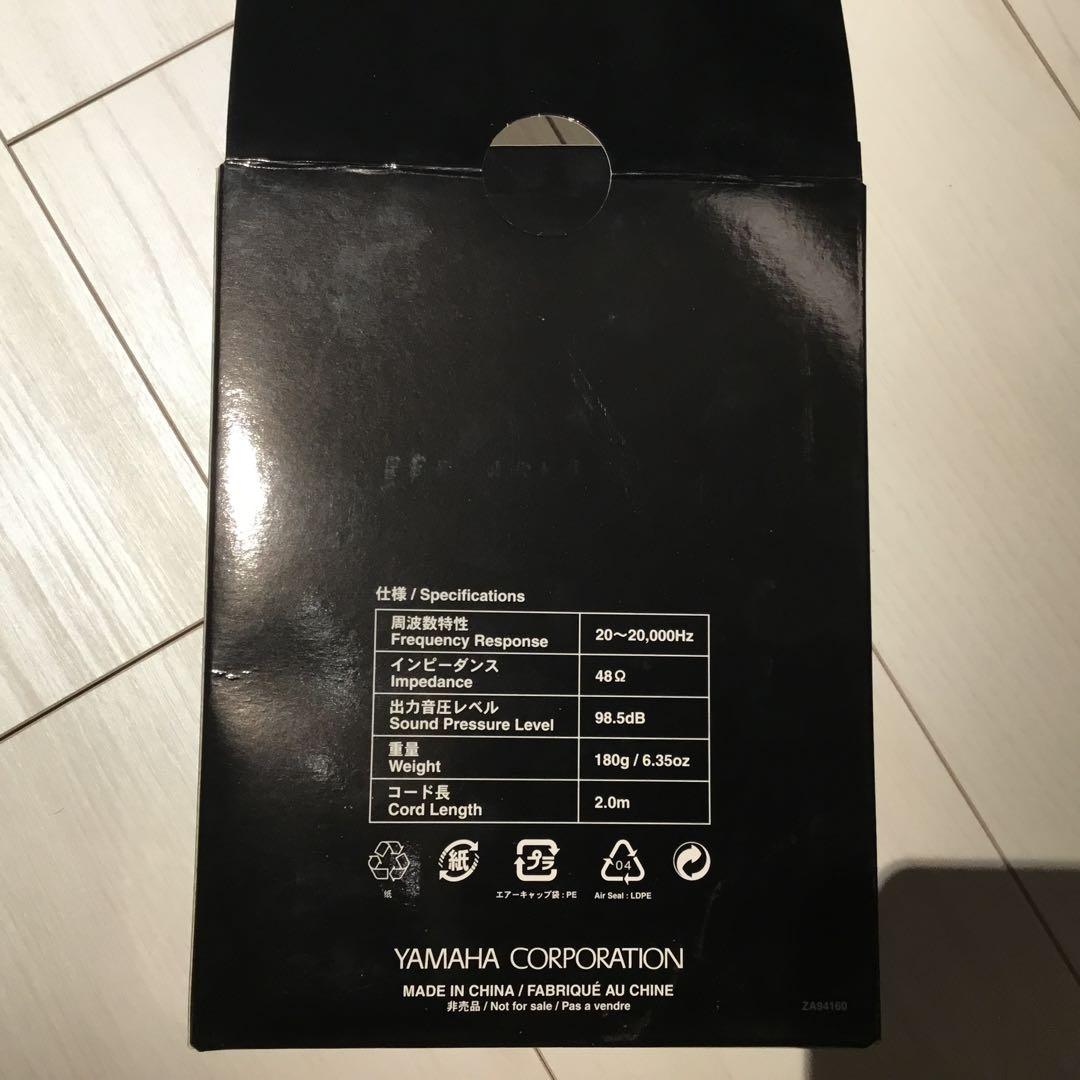 仕様 / Specifications
周波数特性
Frequency Response
20〜20,000Hz
インピーダンス
Impedance
48Ω
出力音圧レベル
Sound Pressure Level
98.5dB
重量
Weight
180g / 6.35oz
コード長
Cord Length
2.0m
紙
紙
プラ
エアーキャップ袋 : PE
04
Air Seal : LDPE
YAMAHA CORPORATION
MADE IN CHINA / FABRIQUÉ AU CHINE
非売品 / Not for sale / Pas a vendre
ZA94160